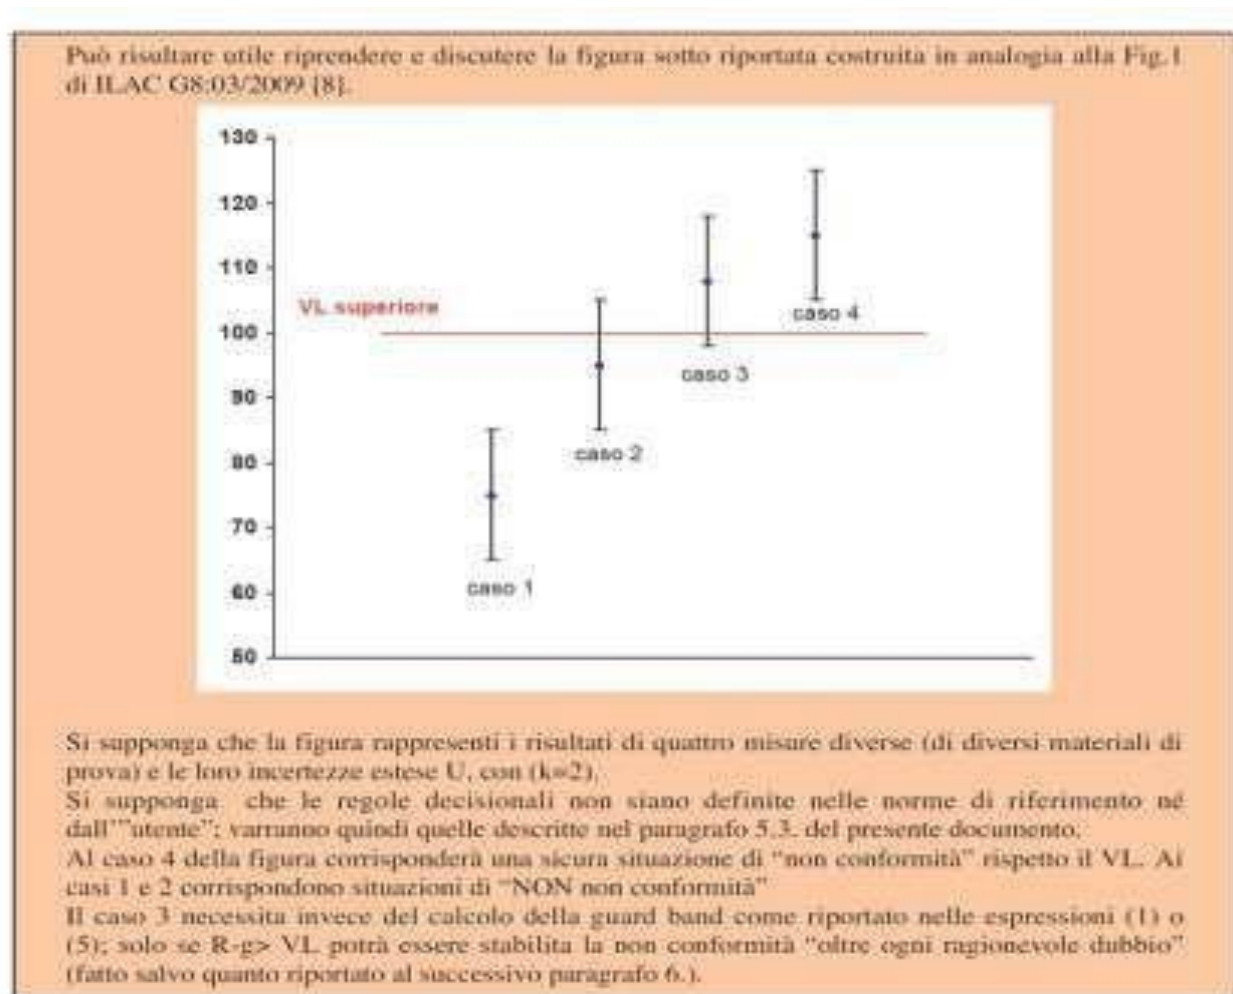 Può risultare utile riprendere e discutere la figura sotto riportata costruita in analogia alla Fig.1
di ILAC G8:03/2009 [8].
130
120
110
VL superiore
caso 4
100
caso 3
90
caso 2
80
70
caso 1
60
50
Si supponga che la figura rappresenti i risultati di quattro misure diverse (di diversi materiali di
prova) e le loro incertezze estese U, con (k=2).
Si supponga che le regole decisionali non siano definite nelle norme di riferimento né
dall'"utente"; varranno quindi quelle descritte nel paragrafo 5.3. del presente documento.
Al caso 4 della figura corrisponderà una sicura situazione di "non conformità" rispetto il VL. Ai
casi 1 e 2 corrispondono situazioni di "NON non conformità"
Il caso 3 necessita invece del calcolo della guard band come riportato nelle espressioni (1) o
(5); solo se R-g> VL potrà essere stabilita la non conformità "oltre ogni ragionevole dubbio"
(fatto salvo quanto riportato al successivo paragrafo 6.).